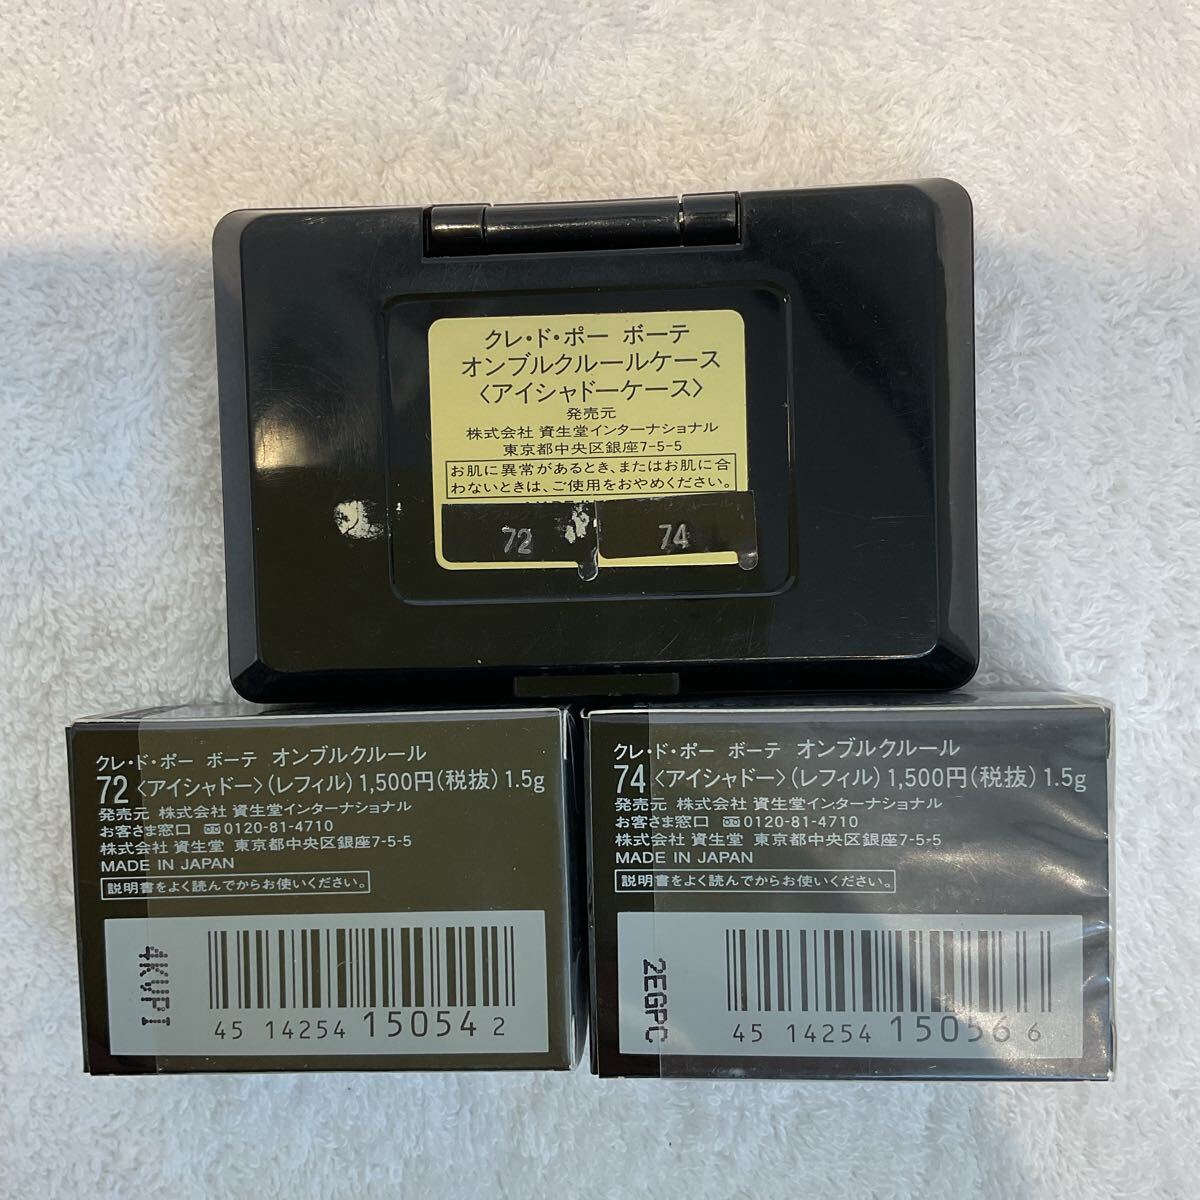 クレ・ド・ポー ボーテ
オンブルクルールケース
〈アイシャドーケース〉
発売元
株式会社 資生堂インターナショナル
東京都中央区銀座7-5-5
お肌に異常があるとき、またはお肌に合
わないときは、ご使用をおやめください。
72 74
クレ・ド・ポー ボーテ オンブルクルール
72〈アイシャドー〉(レフィル)1,500円(税抜)1.5g
発売元 株式会社 資生堂インターナショナル
お客さま窓口 0120-81-4710
株式会社 資生堂 東京都中央区銀座7-5-5
MADE IN JAPAN
説明書をよく読んでからお使いください。
4KVPI
45 14254 15054 2
クレ・ド・ポー ボーテ オンブルクルール
74〈アイシャドー〉(レフィル)1,500円(税抜)1.5g
発売元 株式会社 資生堂インターナショナル
お客さま窓口 0120-81-4710
株式会社 資生堂 東京都中央区銀座7-5-5
MADE IN JAPAN
説明書をよく読んでからお使いください。
2EGPC
45 14254 15056 6